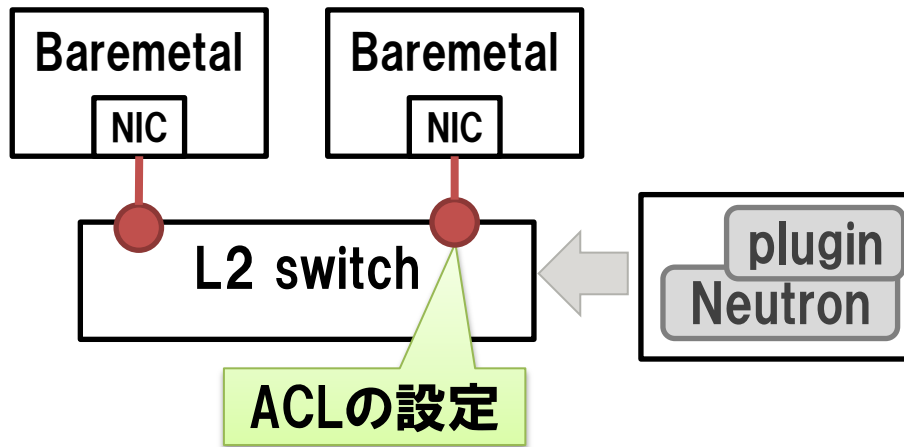 Baremetal
NIC
Baremetal
NIC
L2 switch
plugin
Neutron
ACLの設定